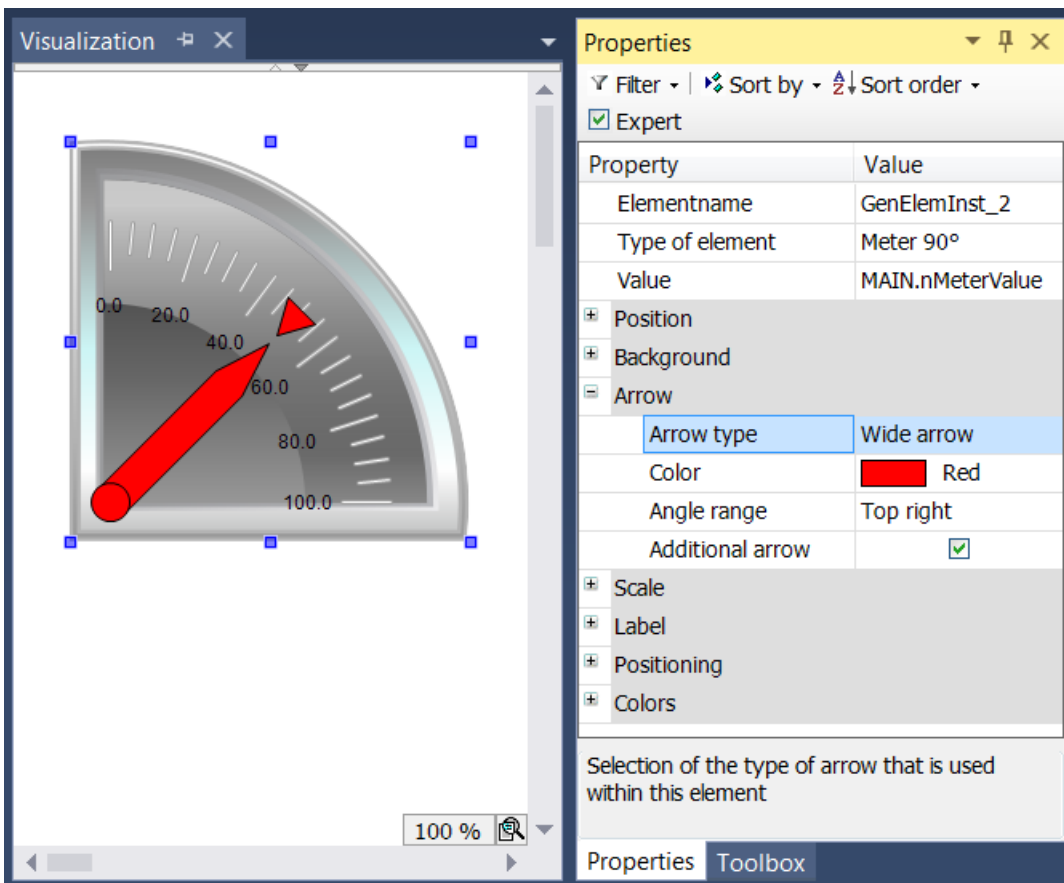 Visualization
0.0
20.0
40.0
60.0
80.0
100.0
100 %
Properties
Filter Sort by AZ Sort order
Expert
Property Value
Elementname GenElemInst_2
Type of element Meter 90°
Value MAIN.nMeterValue
Position
Background
Arrow
Arrow type Wide arrow
Color Red
Angle range Top right
Additional arrow
Scale
Label
Positioning
Colors
Selection of the type of arrow that is used
within this element
Properties Toolbox